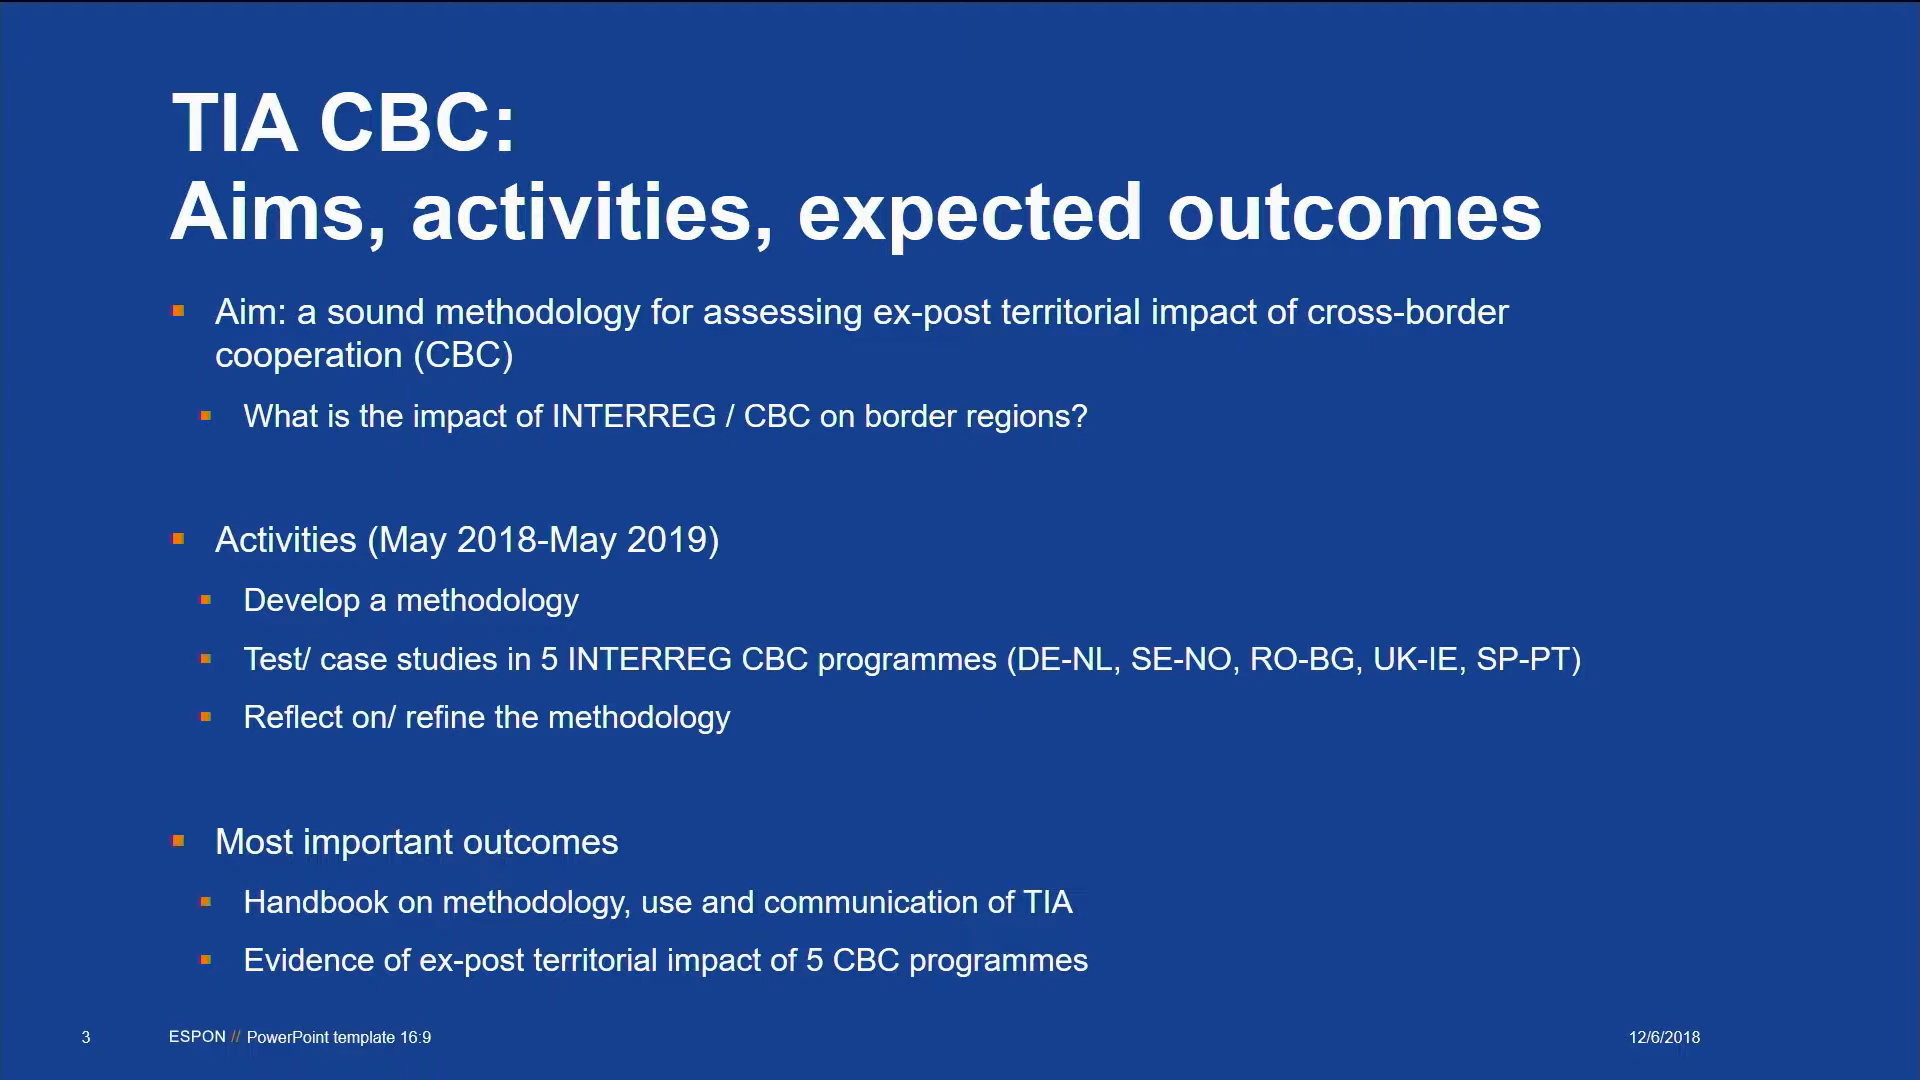 TIA CBC:
Aims, activities, expected outcomes
Aim: a sound methodology for assessing ex-post territorial impact of cross-border
cooperation (CBC)
What is the impact of INTERREG / CBC on border regions?
Activities (May 2018-May 2019)
Develop a methodology
Test/ case studies in 5 INTERREG CBC programmes (DE-NL, SE-NO, RO-BG, UK-IE, SP-PT)
Reflect on/ refine the methodology
Most important outcomes
Handbook on methodology, use and communication of TIA
Evidence of ex-post territorial impact of 5 CBC programmes
3 ESPON // PowerPoint template 16:9 12/6/2018